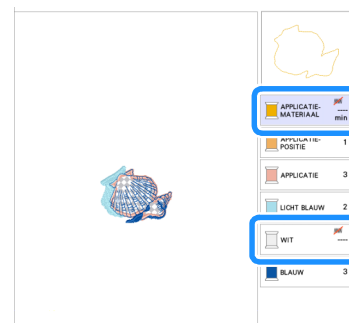 APPLICATIE-
MATERIAAL
----
min
APPLICATIE-
POSITIE 1
APPLICATIE 3
LICHT BLAUW 2
WIT ----
BLAUW 3